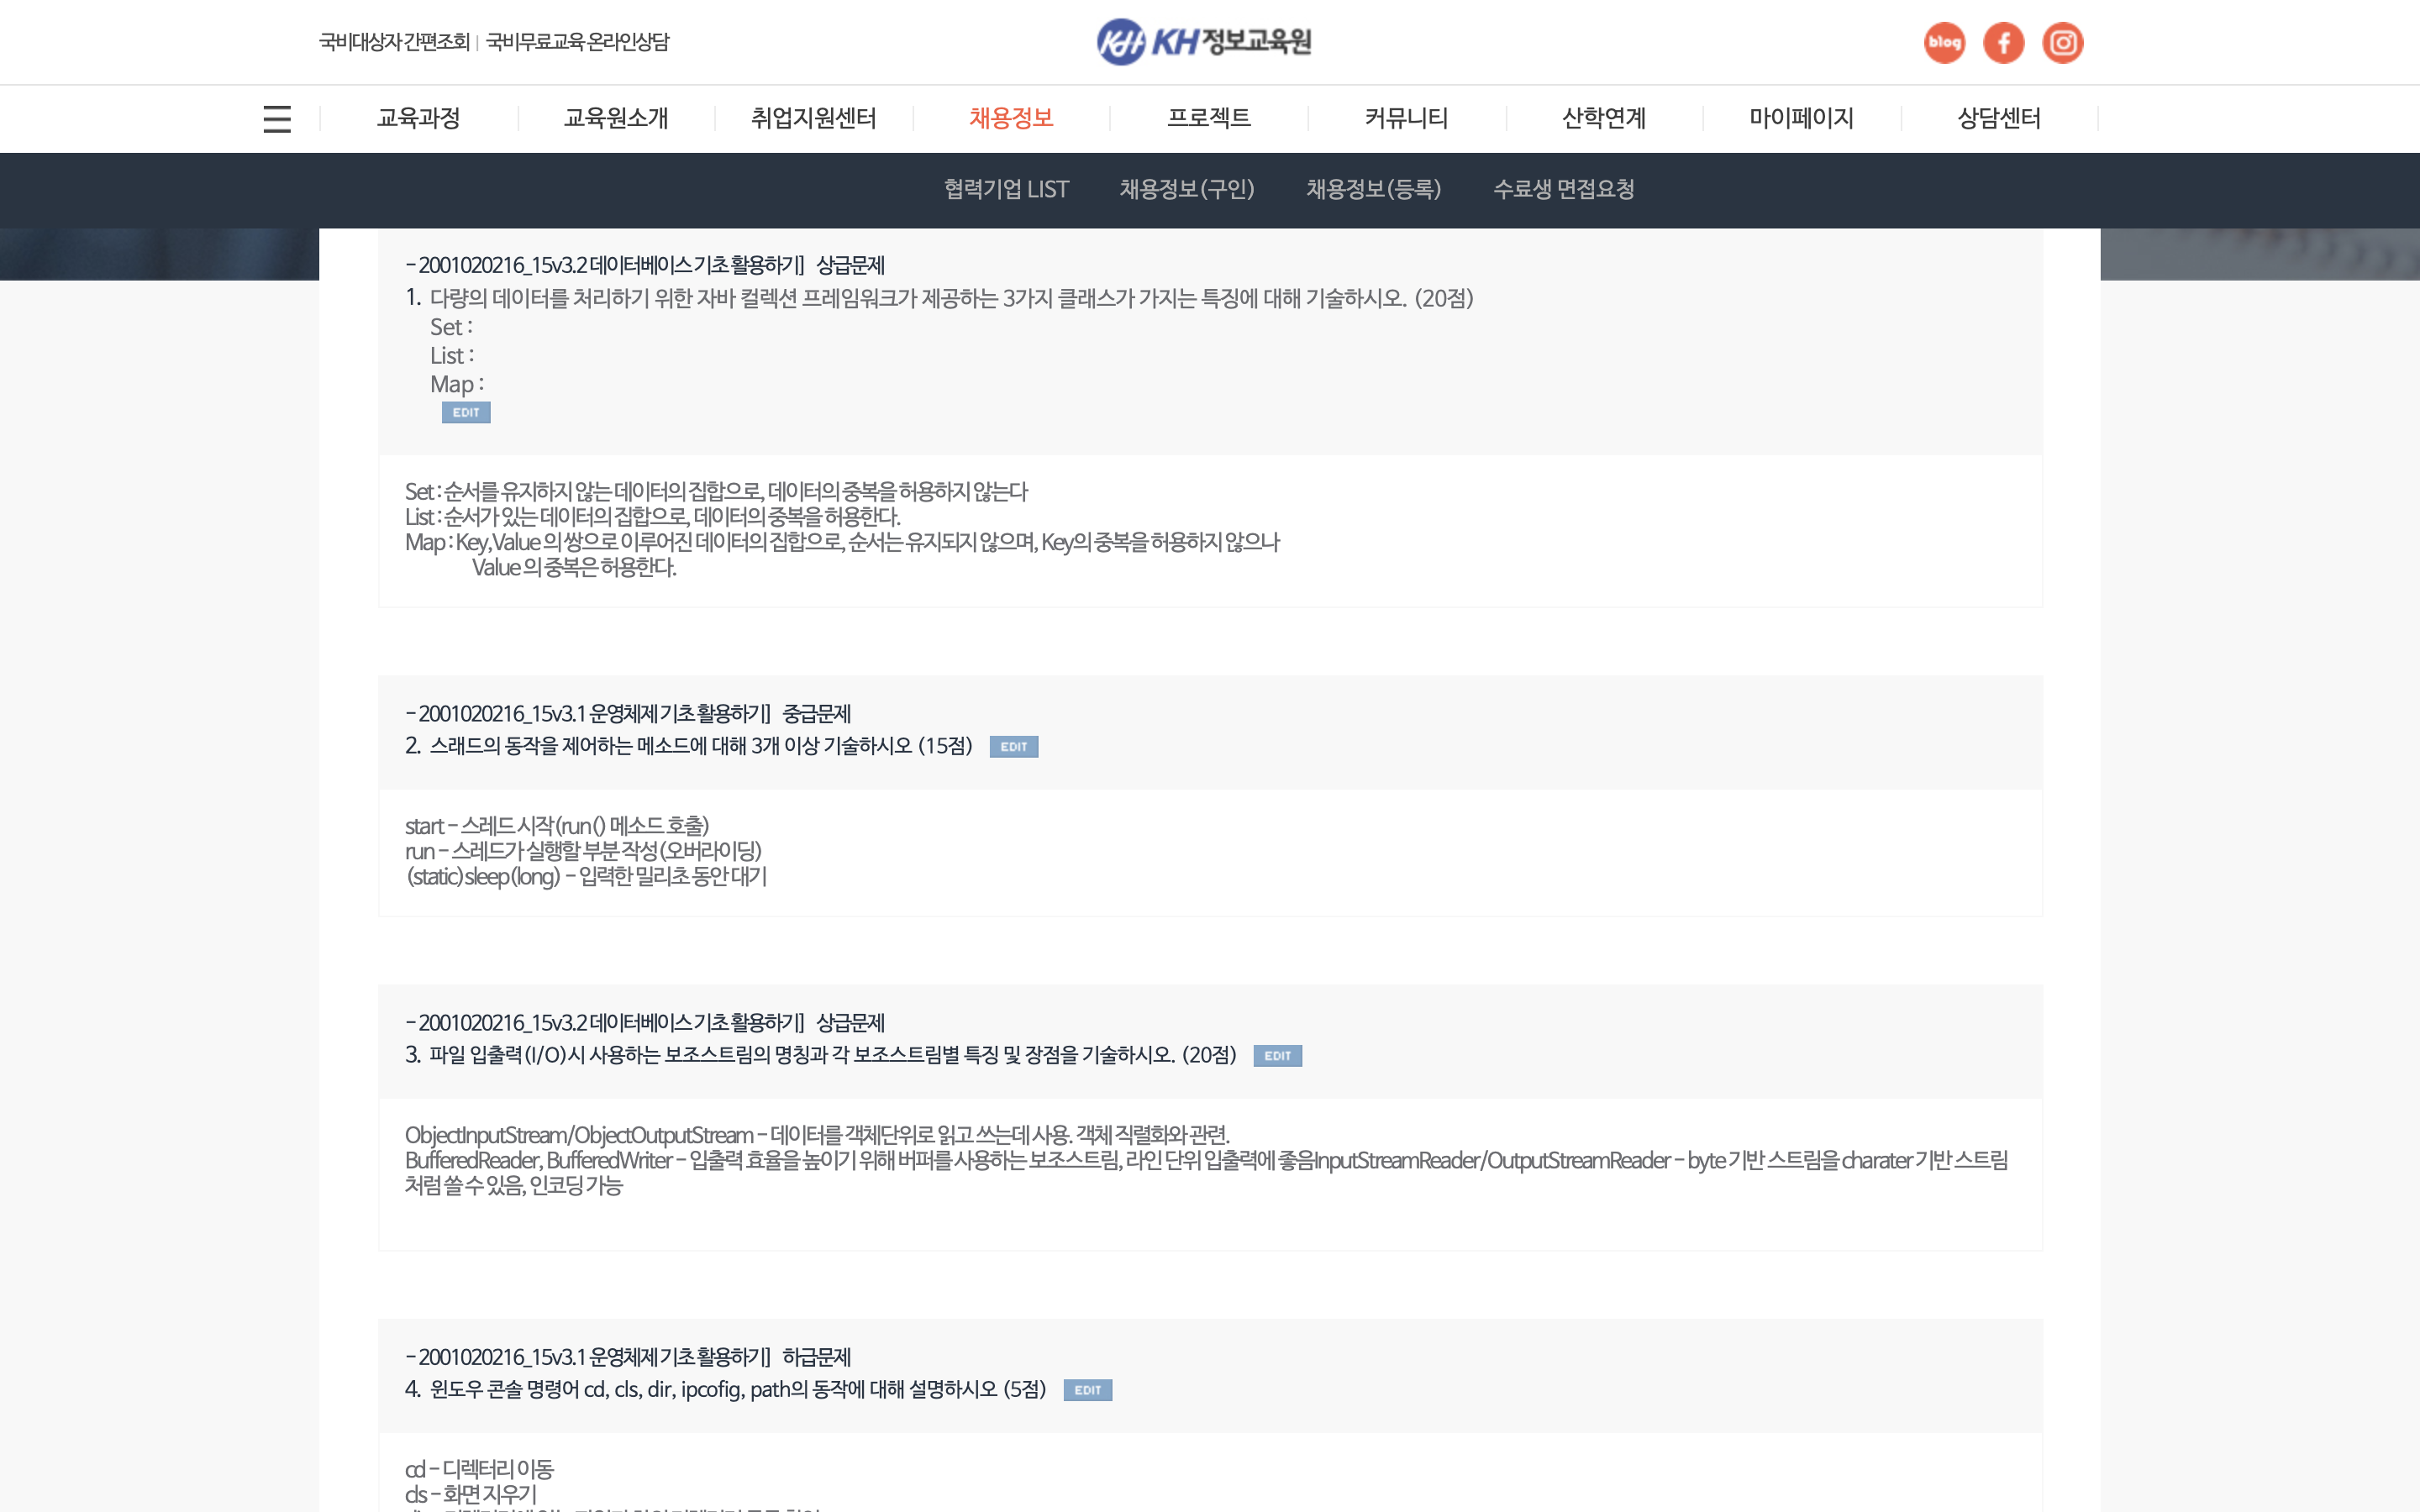 국비대상자 간편조회 | 국비무료교육 온라인상담
KH KH 정보교육원
blog
교육과정 교육원소개 취업지원센터 채용정보 프로젝트 커뮤니티 산학연계 마이페이지 상담센터
협력기업 LIST 채용정보(구인) 채용정보(등록) 수료생 면접요청
- 2001020216_15v3.2 데이터베이스 기초 활용하기] 상급문제
1. 다량의 데이터를 처리하기 위한 자바 컬렉션 프레임워크가 제공하는 3가지 클래스가 가지는 특징에 대해 기술하시오. (20점)
Set :
List :
Map :
EDIT
Set : 순서를 유지하지 않는 데이터의 집합으로, 데이터의 중복을 허용하지 않는다
List : 순서가 있는 데이터의 집합으로, 데이터의 중복을 허용한다.
Map : Key,Value 의 쌍으로 이루어진 데이터의 집합으로, 순서는 유지되지 않으며, Key의 중복을 허용하지 않으나
Value 의 중복은 허용한다.
- 2001020216_15v3.1 운영체제 기초 활용하기] 중급문제
2. 스래드의 동작을 제어하는 메소드에 대해 3개 이상 기술하시오 (15점) EDIT
start - 스레드 시작(run() 메소드 호출)
run - 스레드가 실행할 부분 작성(오버라이딩)
(static)sleep(long) - 입력한 밀리초 동안 대기
- 2001020216_15v3.2 데이터베이스 기초 활용하기] 상급문제
3. 파일 입출력(I/O)시 사용하는 보조스트림의 명칭과 각 보조스트림별 특징 및 장점을 기술하시오. (20점) EDIT
ObjectInputStream/ObjectOutputStream - 데이터를 객체단위로 읽고 쓰는데 사용. 객체 직렬화와 관련.
BufferedReader, BufferedWriter - 입출력 효율을 높이기 위해 버퍼를 사용하는 보조스트림, 라인 단위 입출력에 좋음InputStreamReader/OutputStreamReader - byte 기반 스트림을 charater 기반 스트림
처럼 쓸 수 있음, 인코딩 가능
- 2001020216_15v3.1 운영체제 기초 활용하기] 하급문제
4. 윈도우 콘솔 명령어 cd, cls, dir, ipcofig, path의 동작에 대해 설명하시오 (5점) EDIT
cd - 디렉터리 이동
cls - 화면 지우기